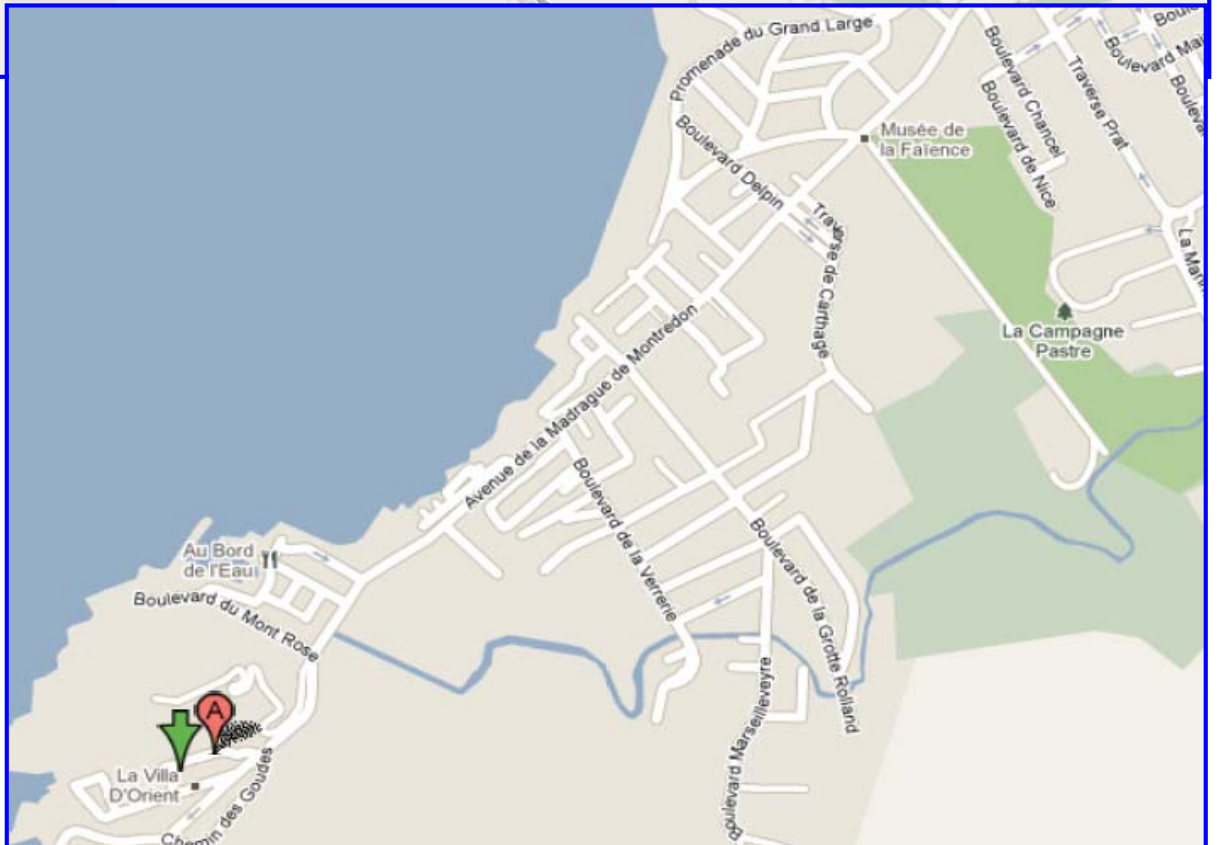 Promenade du Grand Large
Boulevard Chancel
Boulevard de Nice
Traverse Prat
Boulevard
Musée de
la Faïence
Boulevard Delpin
Traverse de Carthage
La Campagne
Pastre
Avenue de la Madrague de Montredon
Boulevard de la Verrerie
Boulevard de la Grotte Rolland
Au Bord
de l'Eau
Boulevard du Mont Rose
Boulevard Marseilleveyre
A
La Villa
D'Orient
Chemin des Goudes